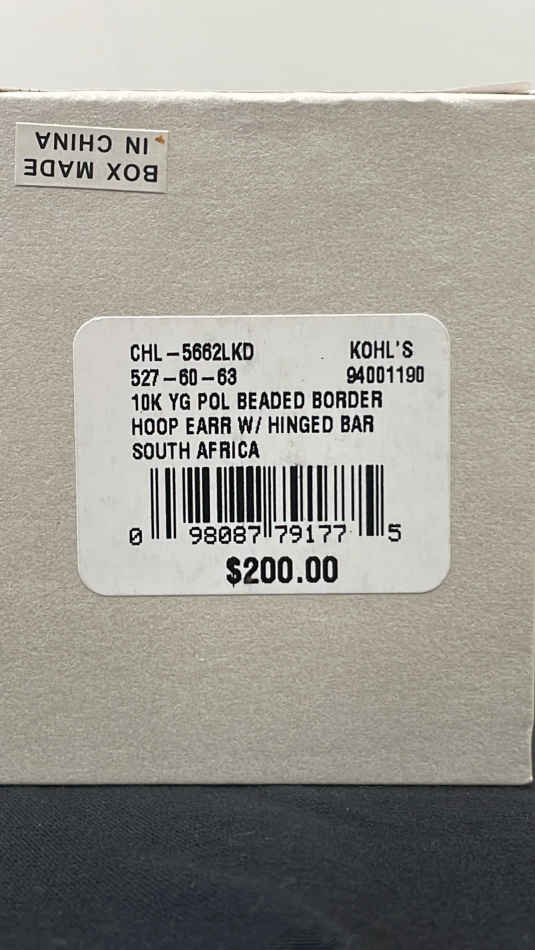 BOX MADE
IN CHINA
CHL-5662LKD KOHL'S
527-60-63 94001190
10K YG POL BEADED BORDER
HOOP EARR W/ HINGED BAR
SOUTH AFRICA
0 98087 79177 5
$200.00